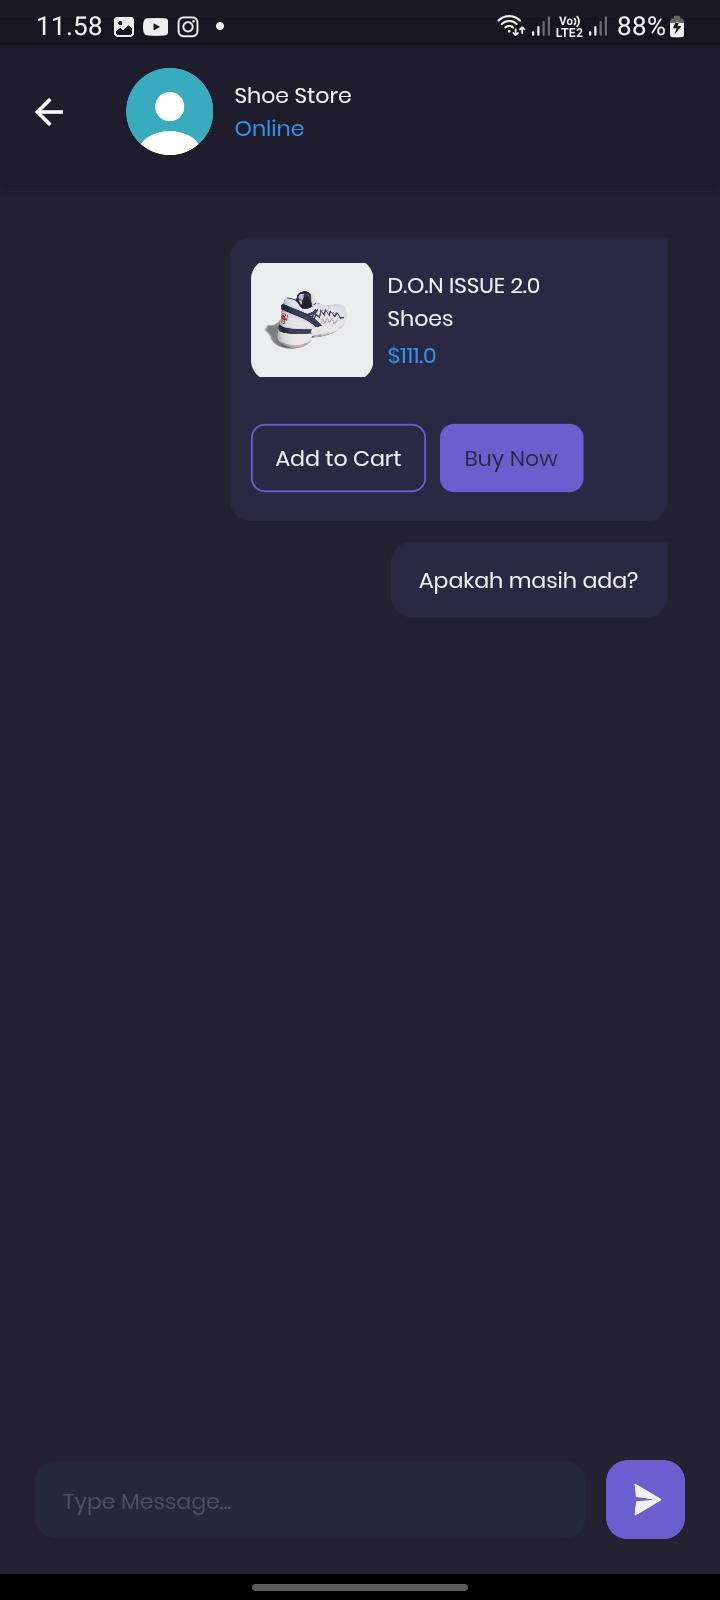 11.58
Vo))
LTE2
88%
Shoe Store
Online
D.O.N ISSUE 2.0
Shoes
$111.0
Add to Cart
Buy Now
Apakah masih ada?
Type Message...